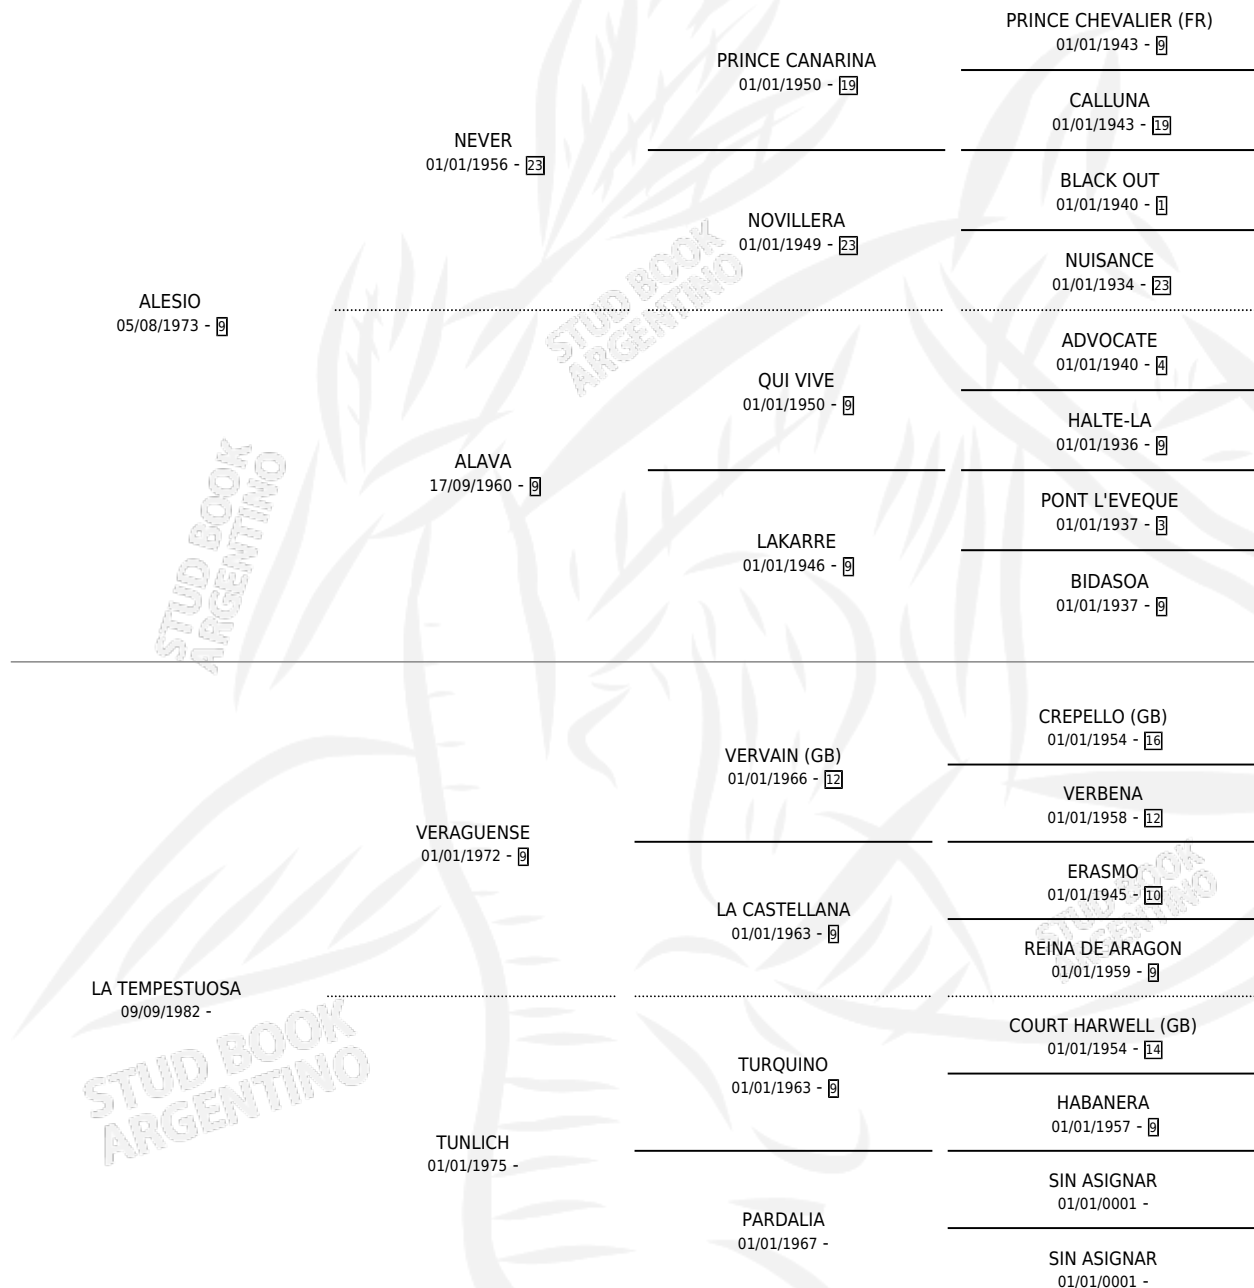 PRINCE CHEVALIER (FR)
01/01/1943 - 9
PRINCE CANARINA
01/01/1950 - 19
CALLUNA
01/01/1943 - 19
NEVER
01/01/1956 - 23
BLACK OUT
01/01/1940 - 1
NOVILLERA
01/01/1949 - 23
NUISANCE
01/01/1934 - 23
ALESIO
05/08/1973 - 9
STUD BOOK
ARGENTINO
ADVOCATE
01/01/1940 - 4
QUI VIVE
01/01/1950 - 9
HALTE-LA
01/01/1936 - 9
ALAVA
17/09/1960 - 9
PONT L'EVEQUE
01/01/1937 - 3
LAKARRE
01/01/1946 - 9
BIDASOA
01/01/1937 - 9
STUD BOOK
ARGENTINO
CREPELLO (GB)
01/01/1954 - 16
VERVAIN (GB)
01/01/1966 - 12
VERBENA
01/01/1958 - 12
VERAGUENSE
01/01/1972 - 9
ERASMO
01/01/1945 - 10
LA CASTELLANA
01/01/1963 - 9
REINA DE ARAGON
01/01/1959 - 9
STUD BOOK
ARGENTINO
LA TEMPESTUOSA
09/09/1982 -
COURT HARWELL (GB)
01/01/1954 - 14
TURQUINO
01/01/1963 - 9
HABANERA
01/01/1957 - 9
STUD BOOK
ARGENTINO
TUNLICH
01/01/1975 -
SIN ASIGNAR
01/01/0001 -
PARDALIA
01/01/1967 -
SIN ASIGNAR
01/01/0001 -